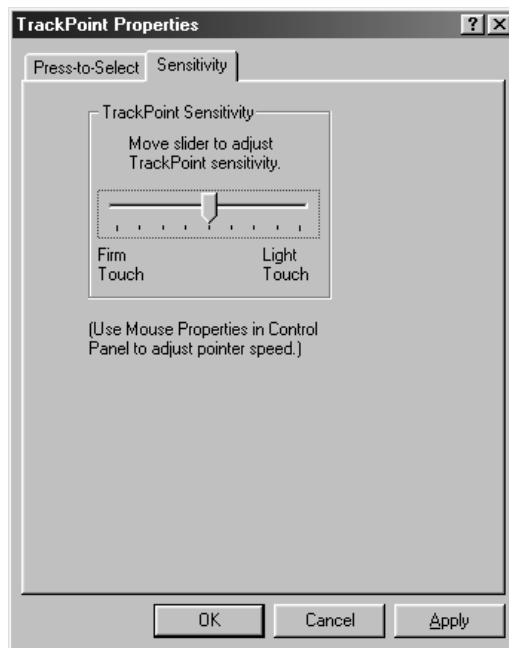 TrackPoint Properties
Press-to-Select
Sensitivity
TrackPoint Sensitivity
Move slider to adjust
TrackPoint sensitivity.
Firm
Touch
Light
Touch
(Use Mouse Properties in Control
Panel to adjust pointer speed.)
OK
Cancel
Apply